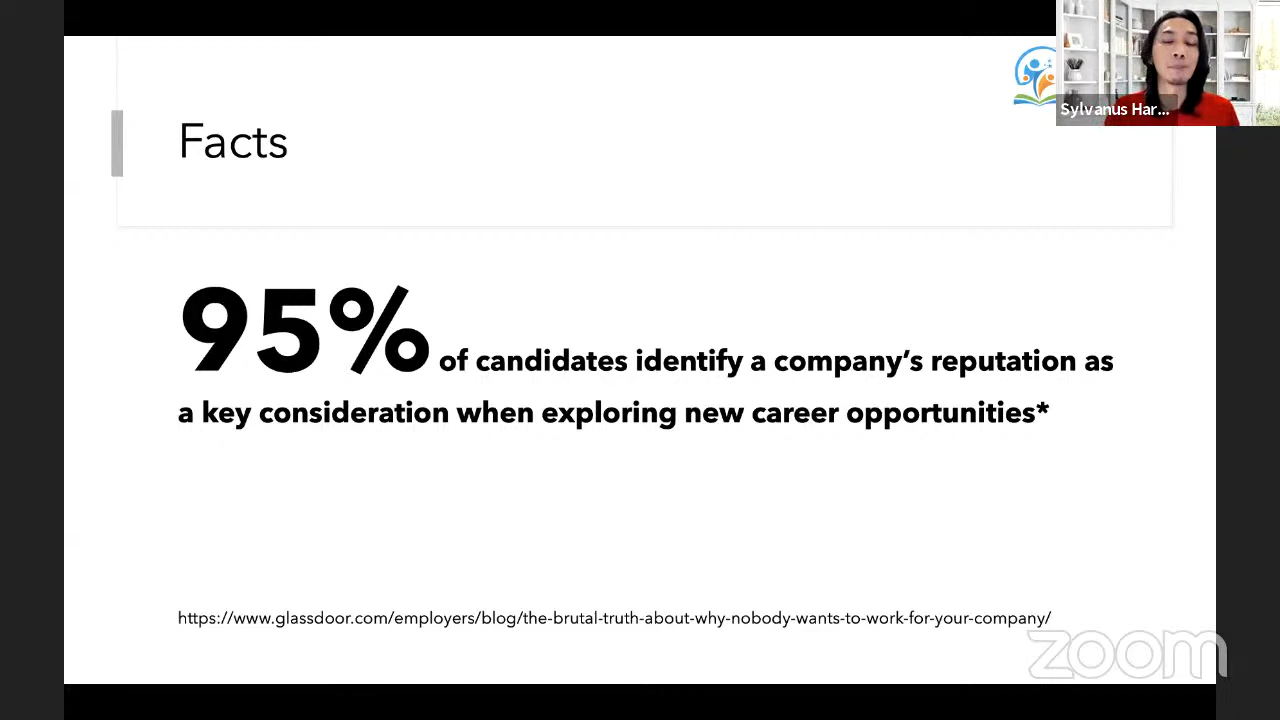 Sylvanus Har...
Facts
95% of candidates identify a company's reputation as
a key consideration when exploring new career opportunities*
https://www.glassdoor.com/employers/blog/the-brutal-truth-about-why-nobody-wants-to-work-for-your-company/
zoom